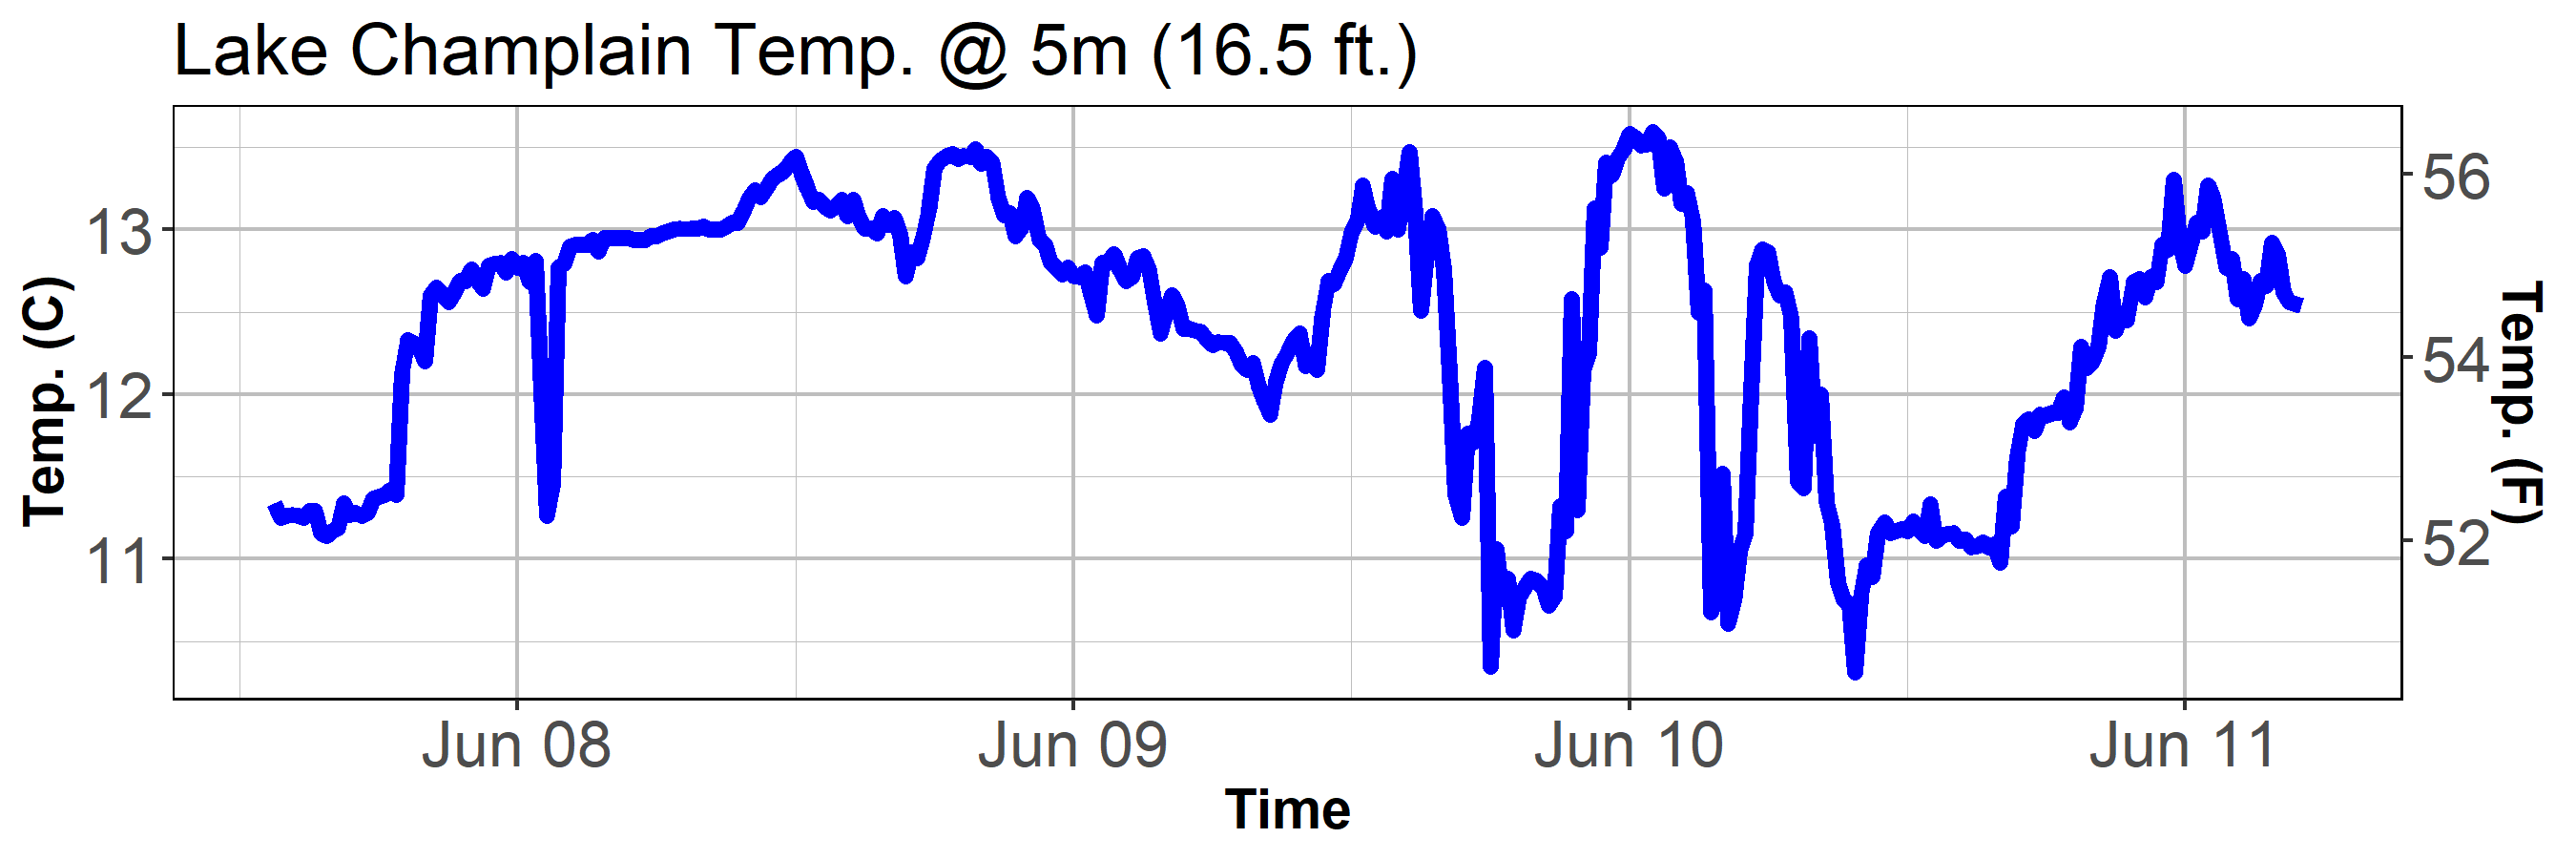 Lake Champlain Temp. @ 5m (16.5 ft.)
Temp. (C)
13
12
11
56
54
52
Temp. (F)
Jun 08 Jun 09 Jun 10 Jun 11
Time